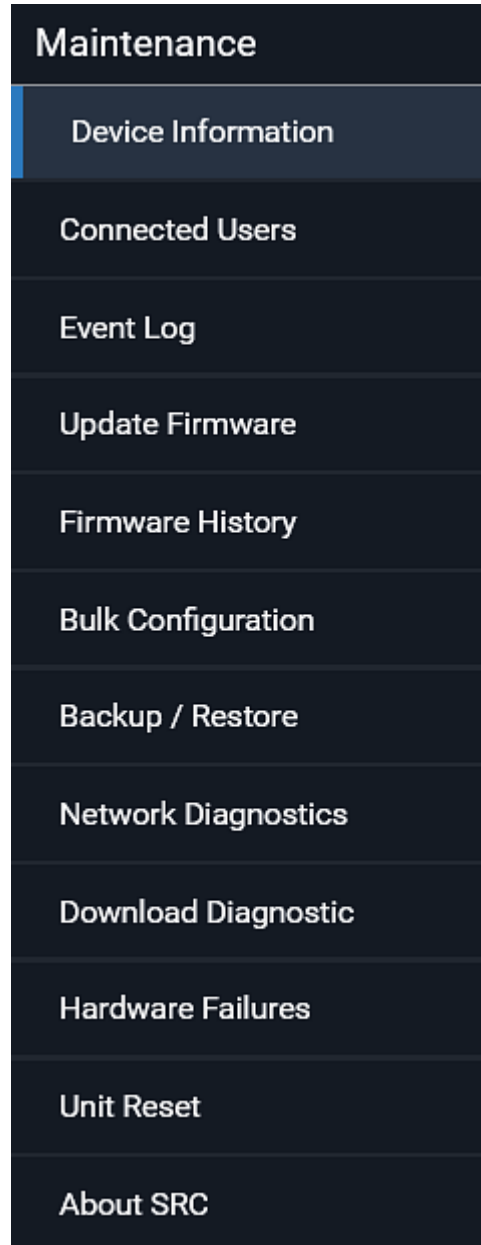 Maintenance
Device Information
Connected Users
Event Log
Update Firmware
Firmware History
Bulk Configuration
Backup / Restore
Network Diagnostics
Download Diagnostic
Hardware Failures
Unit Reset
About SRC